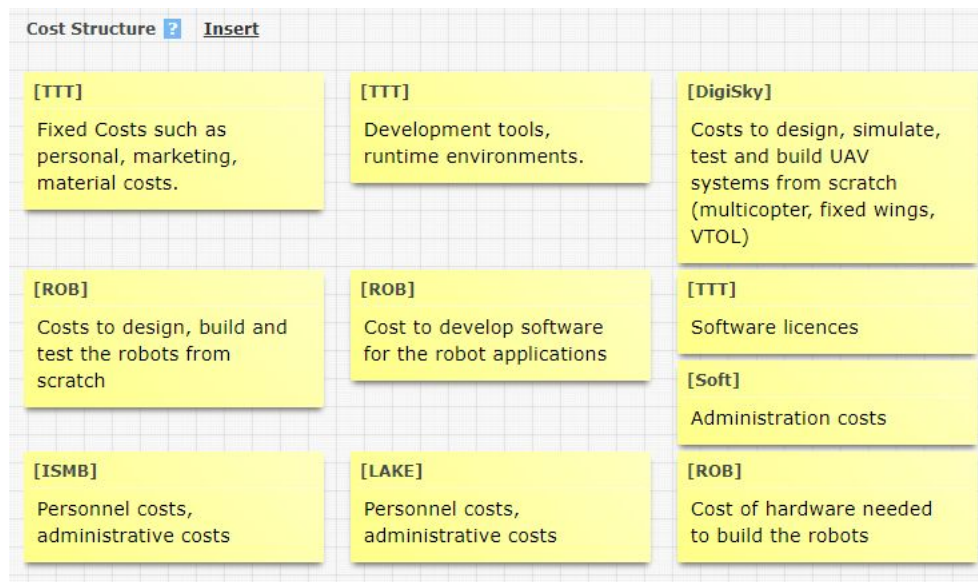 Cost Structure ? Insert
[TTT]
Fixed Costs such as
personal, marketing,
material costs.
[TTT]
Development tools,
runtime environments.
[DigiSky]
Costs to design, simulate,
test and build UAV
systems from scratch
(multicopter, fixed wings,
VTOL)
[ROB]
Costs to design, build and
test the robots from
scratch
[ROB]
Cost to develop software
for the robot applications
[TTT]
Software licences
[Soft]
Administration costs
[ISMB]
Personnel costs,
administrative costs
[LAKE]
Personnel costs,
administrative costs
[ROB]
Cost of hardware needed
to build the robots